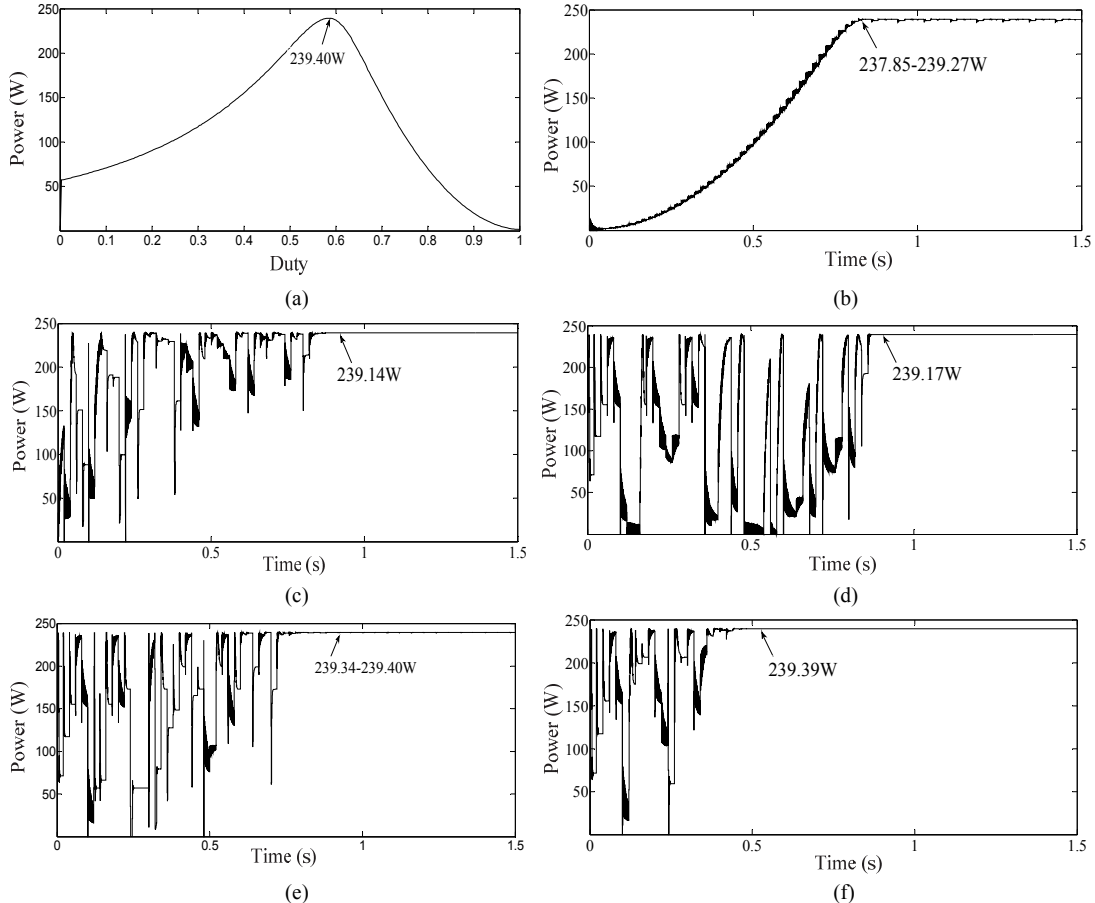 250
200
150
100
50
0
0.1
0.2
0.3
0.4
0.5
0.6
0.7
0.8
0.9
1
Power (W)
Duty
239.40W
(a)
250
200
150
100
50
0
0.5
1
1.5
Power (W)
Time (s)
237.85-239.27W
(b)
250
200
150
100
50
0
0.5
1
1.5
Power (W)
Time (s)
239.14W
(c)
250
200
150
100
50
0
0.5
1
1.5
Power (W)
Time (s)
239.17W
(d)
250
200
150
100
50
0
0.5
1
1.5
Power (W)
Time (s)
239.34-239.40W
(e)
250
200
150
100
50
0
0.5
1
1.5
Power (W)
Time (s)
239.39W
(f)